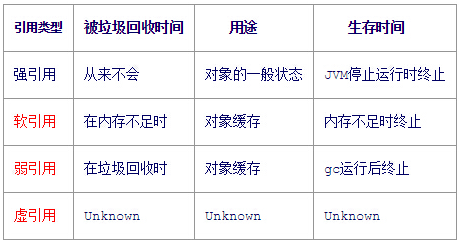 引用类型 被垃圾回收时间 用途 生存时间
强引用 从来不会 对象的一般状态 JVM停止运行时终止
软引用 在内存不足时 对象缓存 内存不足时终止
弱引用 在垃圾回收时 对象缓存 gc运行后终止
虚引用 Unknown Unknown Unknown